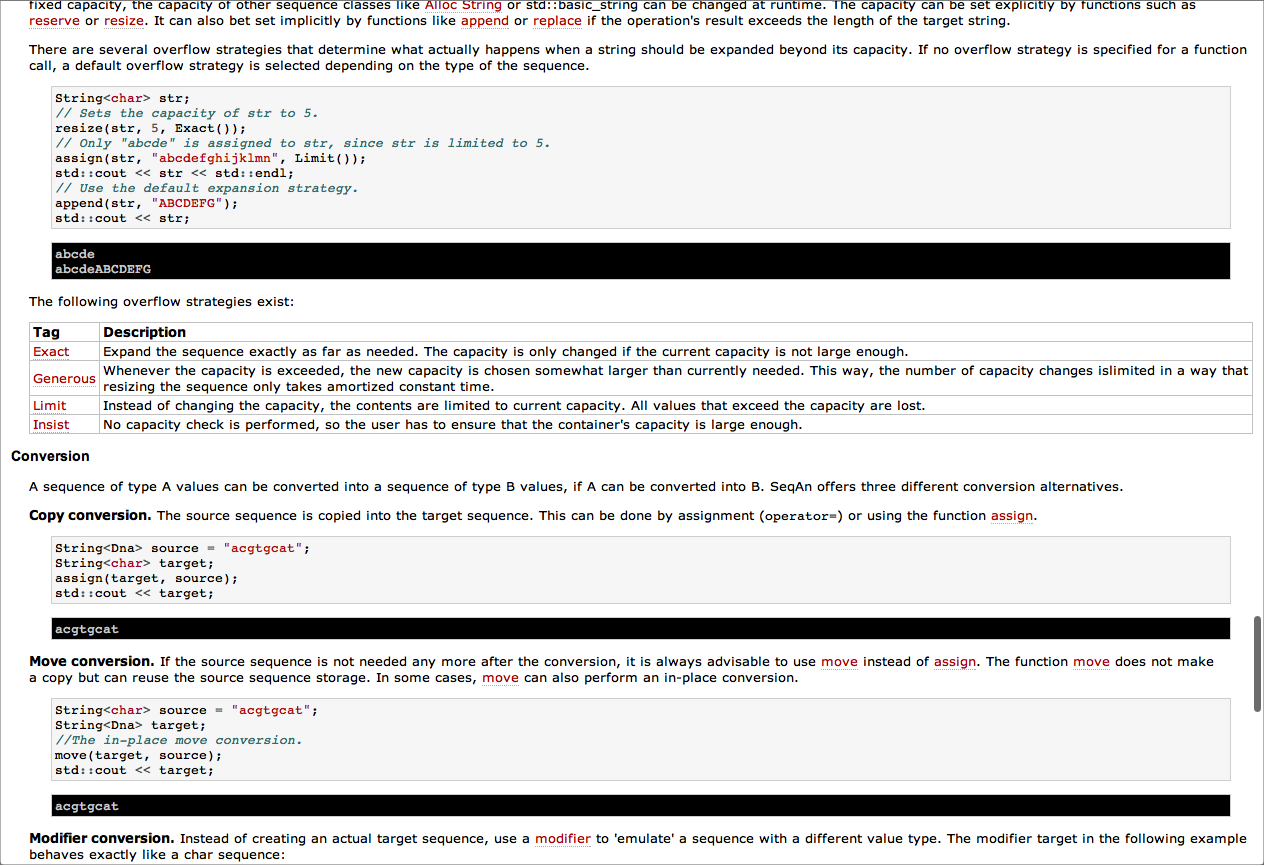 fixed capacity, the capacity of other sequence classes like Alloc String or std::basic_string can be changed at runtime. The capacity can be set explicitly by functions such as
reserve or resize. It can also bet set implicitly by functions like append or replace if the operation's result exceeds the length of the target string.
There are several overflow strategies that determine what actually happens when a string should be expanded beyond its capacity. If no overflow strategy is specified for a function
call, a default overflow strategy is selected depending on the type of the sequence.
String<char> str;
// Sets the capacity of str to 5.
resize(str, 5, Exact());
// Only "abcde" is assigned to str, since str is limited to 5.
assign(str, "abcdefghijklmn", Limit());
std::cout << str << std::endl;
// Use the default expansion strategy.
append(str, "ABCDEFG");
std::cout << str;
abcde
abcdeABCDEFG
The following overflow strategies exist:
Tag Description
Exact Expand the sequence exactly as far as needed. The capacity is only changed if the current capacity is not large enough.
Generous Whenever the capacity is exceeded, the new capacity is chosen somewhat larger than currently needed. This way, the number of capacity changes islimited in a way that
resizing the sequence only takes amortized constant time.
Limit Instead of changing the capacity, the contents are limited to current capacity. All values that exceed the capacity are lost.
Insist No capacity check is performed, so the user has to ensure that the container's capacity is large enough.
Conversion
A sequence of type A values can be converted into a sequence of type B values, if A can be converted into B. SeqAn offers three different conversion alternatives.
Copy conversion. The source sequence is copied into the target sequence. This can be done by assignment (operator=) or using the function assign.
String<Dna> source = "acgtgcat";
String<char> target;
assign(target, source);
std::cout << target;
acgtgcat
Move conversion. If the source sequence is not needed any more after the conversion, it is always advisable to use move instead of assign. The function move does not make
a copy but can reuse the source sequence storage. In some cases, move can also perform an in-place conversion.
String<char> source = "acgtgcat";
String<Dna> target;
//The in-place move conversion.
move(target, source);
std::cout << target;
acgtgcat
Modifier conversion. Instead of creating an actual target sequence, use a modifier to 'emulate' a sequence with a different value type. The modifier target in the following example
behaves exactly like a char sequence: